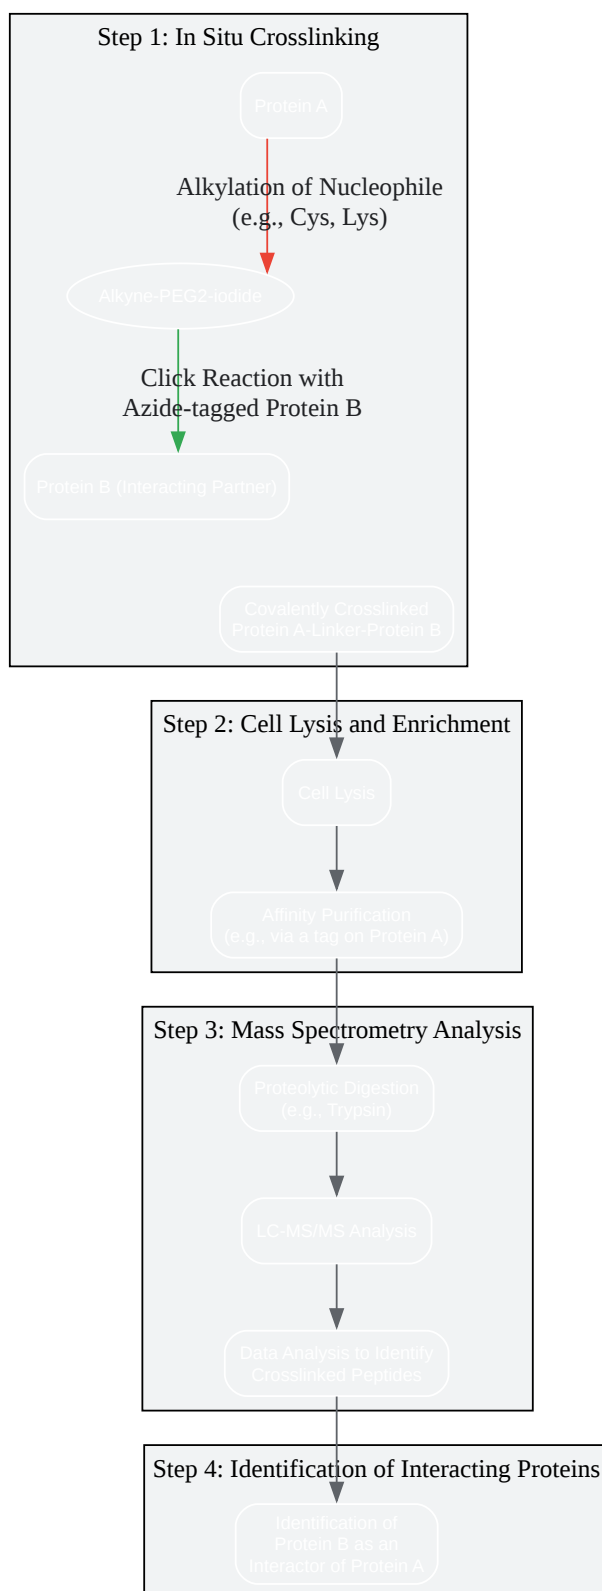 Step 1: In Situ Crosslinking
Protein A
Alkylation of Nucleophile
(e.g., Cys, Lys)
Alkyne-PEG2-iodide
Click Reaction with
Azide-tagged Protein B
Protein B (Interacting Partner)
Covalently Crosslinked
Protein A-Linker-Protein B
Step 2: Cell Lysis and Enrichment
Cell Lysis
Affinity Purification
(e.g., via a tag on Protein A)
Step 3: Mass Spectrometry Analysis
Proteolytic Digestion
(e.g., Trypsin)
LC-MS/MS Analysis
Data Analysis to Identify
Crosslinked Peptides
Step 4: Identification of Interacting Proteins
Identification of
Protein B as an
Interactor of Protein A